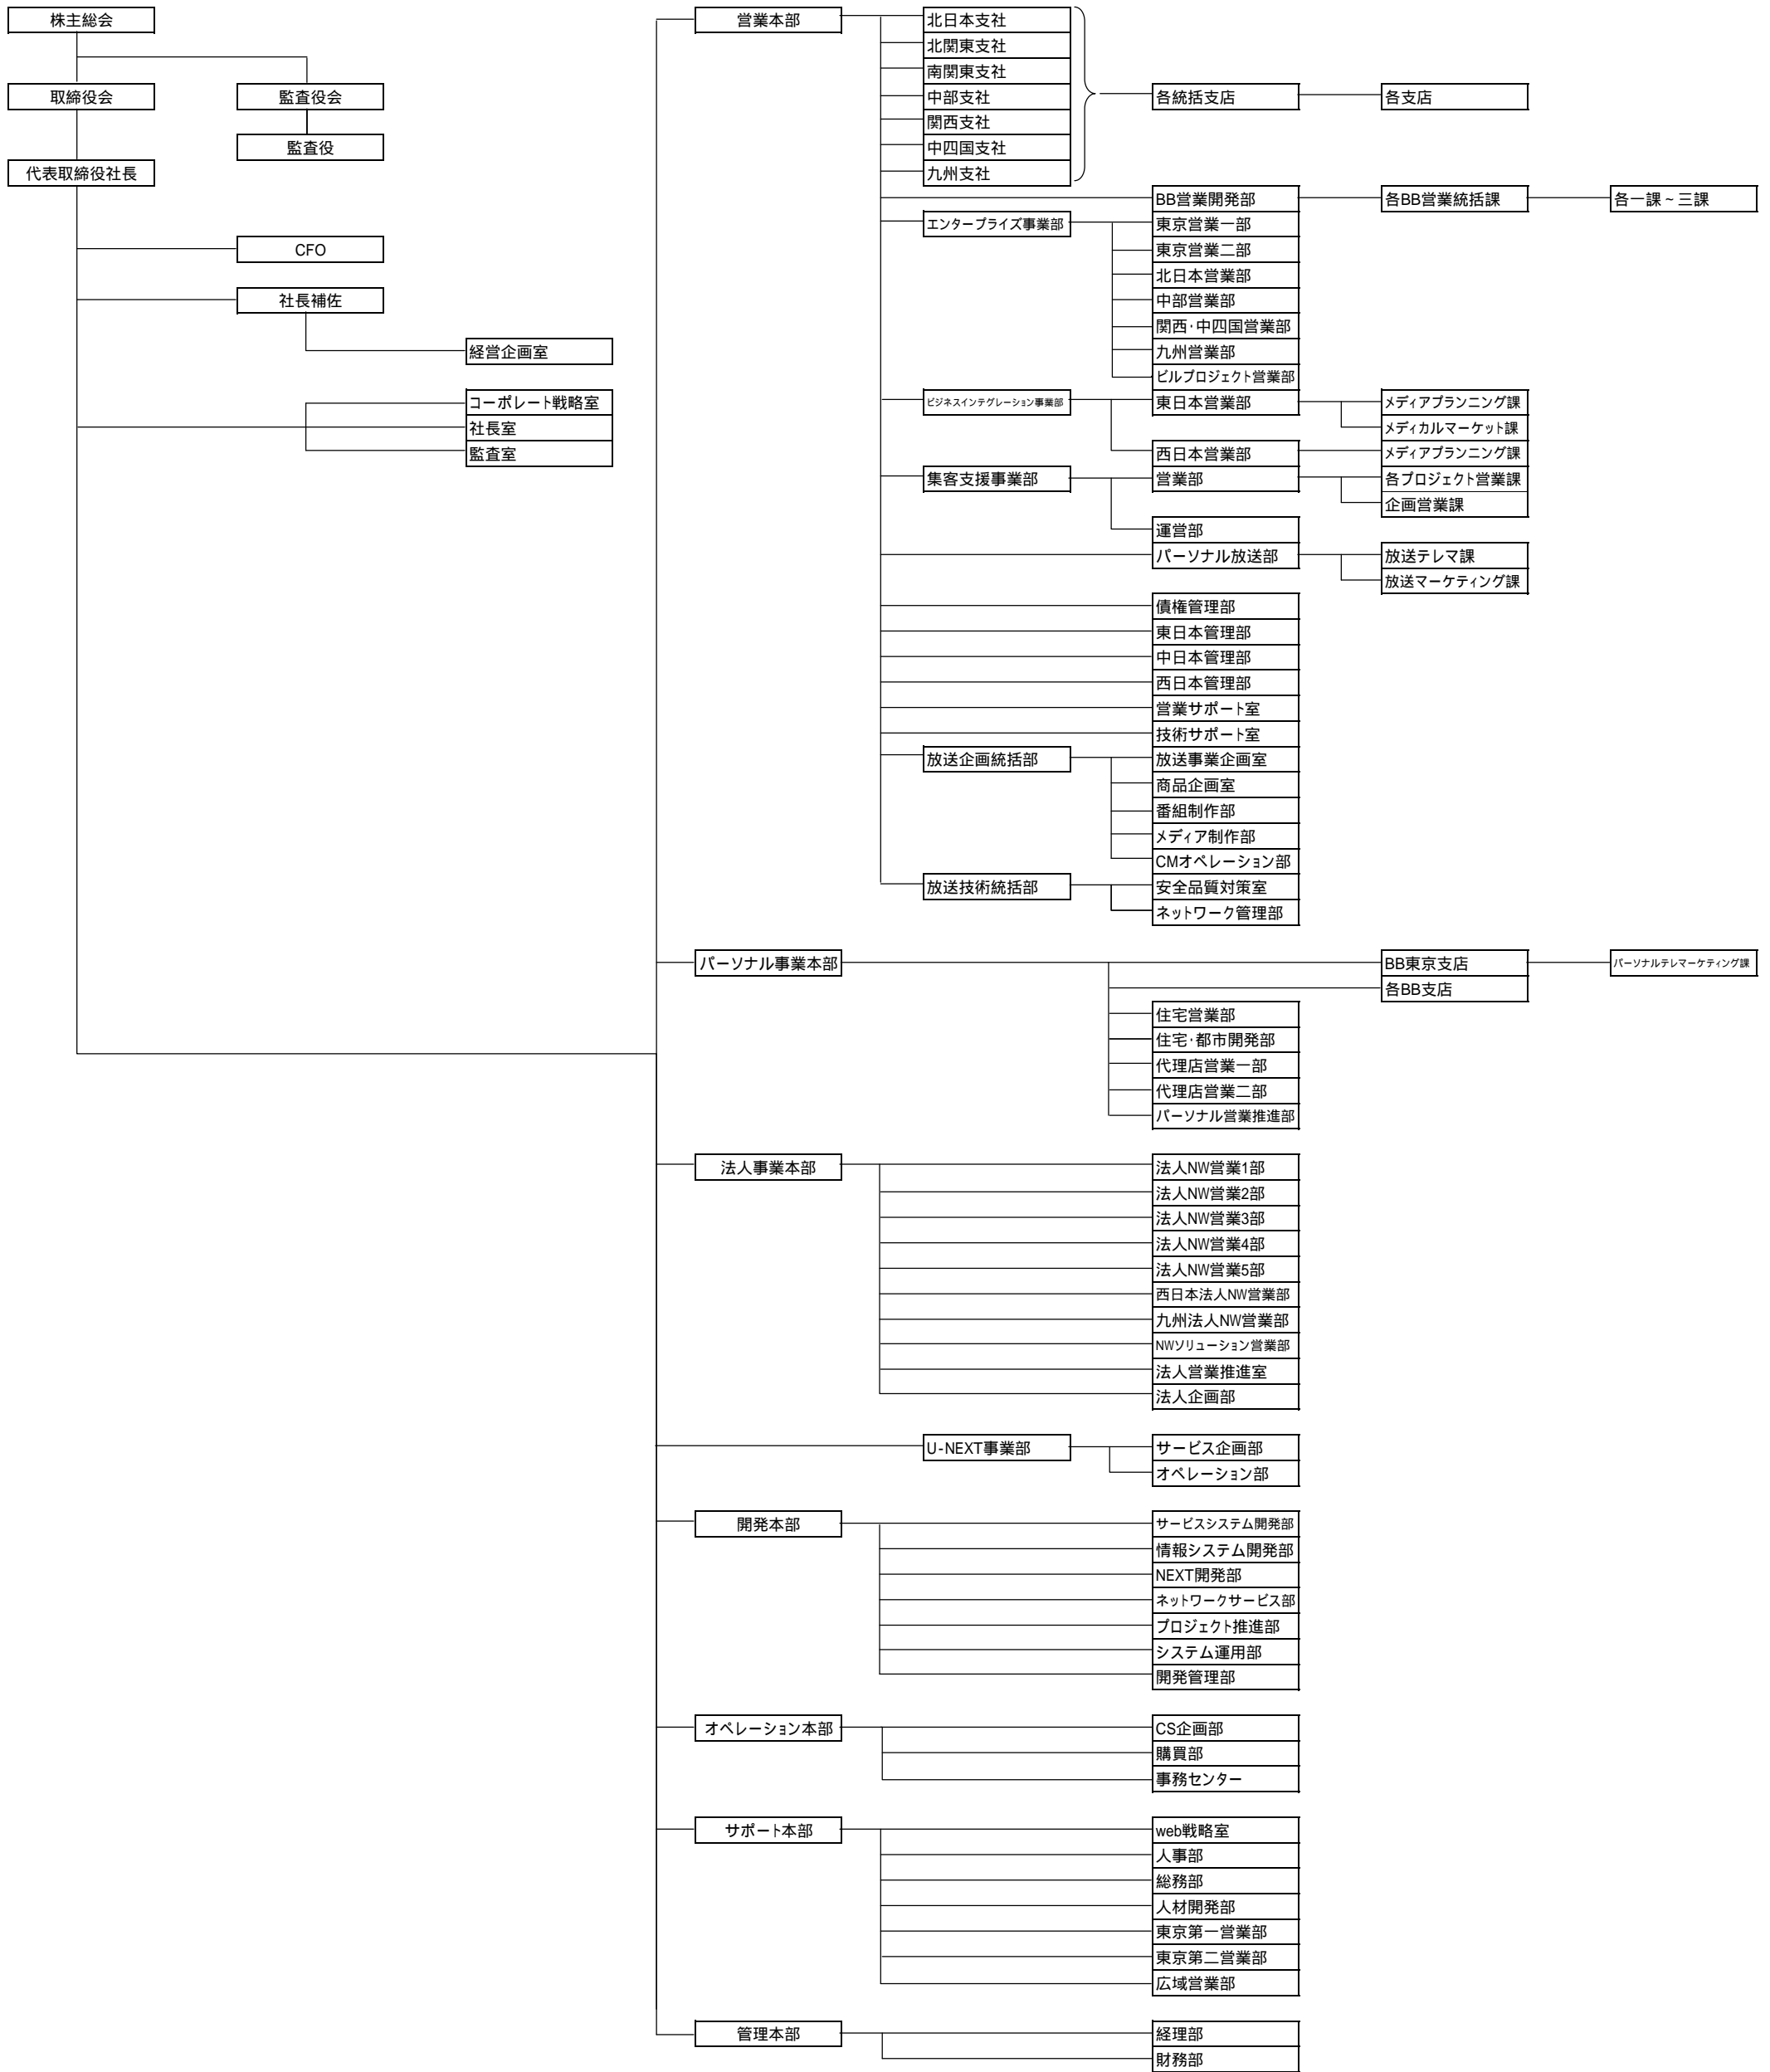 株主総会
取締役会
監査役会
監査役
代表取締役社長
CFO
社長補佐
経営企画室
コーポレート戦略室
社長室
監査室
営業本部
北日本支社
北関東支社
南関東支社
中部支社
関西支社
中四国支社
九州支社
各統括支店
各支店
BB営業開発部
各BB営業統括課
各一課~三課
エンタープライズ事業部
東京営業一部
東京営業二部
北日本営業部
中部営業部
関西・中四国営業部
九州営業部
ビルプロジェクト営業部
ビジネスインテグレーション事業部
東日本営業部
メディアプランニング課
メディカルマーケット課
西日本営業部
メディアプランニング課
集客支援事業部
営業部
各プロジェクト営業課
企画営業課
運営部
パーソナル放送部
放送テレマ課
放送マーケティング課
債権管理部
東日本管理部
中日本管理部
西日本管理部
営業サポート室
技術サポート室
放送企画統括部
放送事業企画室
商品企画室
番組制作部
メディア制作部
CMオペレーション部
放送技術統括部
安全品質対策室
ネットワーク管理部
パーソナル事業本部
BB東京支店
パーソナルテレマーケティング課
各BB支店
住宅営業部
住宅・都市開発部
代理店営業一部
代理店営業二部
パーソナル営業推進部
法人事業本部
法人NW営業1部
法人NW営業2部
法人NW営業3部
法人NW営業4部
法人NW営業5部
西日本法人NW営業部
九州法人NW営業部
NWソリューション営業部
法人営業推進室
法人企画部
U-NEXT事業部
サービス企画部
オペレーション部
開発本部
サービスシステム開発部
情報システム開発部
NEXT開発部
ネットワークサービス部
プロジェクト推進部
システム運用部
開発管理部
オペレーション本部
CS企画部
購買部
事務センター
サポート本部
web戦略室
人事部
総務部
人材開発部
東京第一営業部
東京第二営業部
広域営業部
管理本部
経理部
財務部